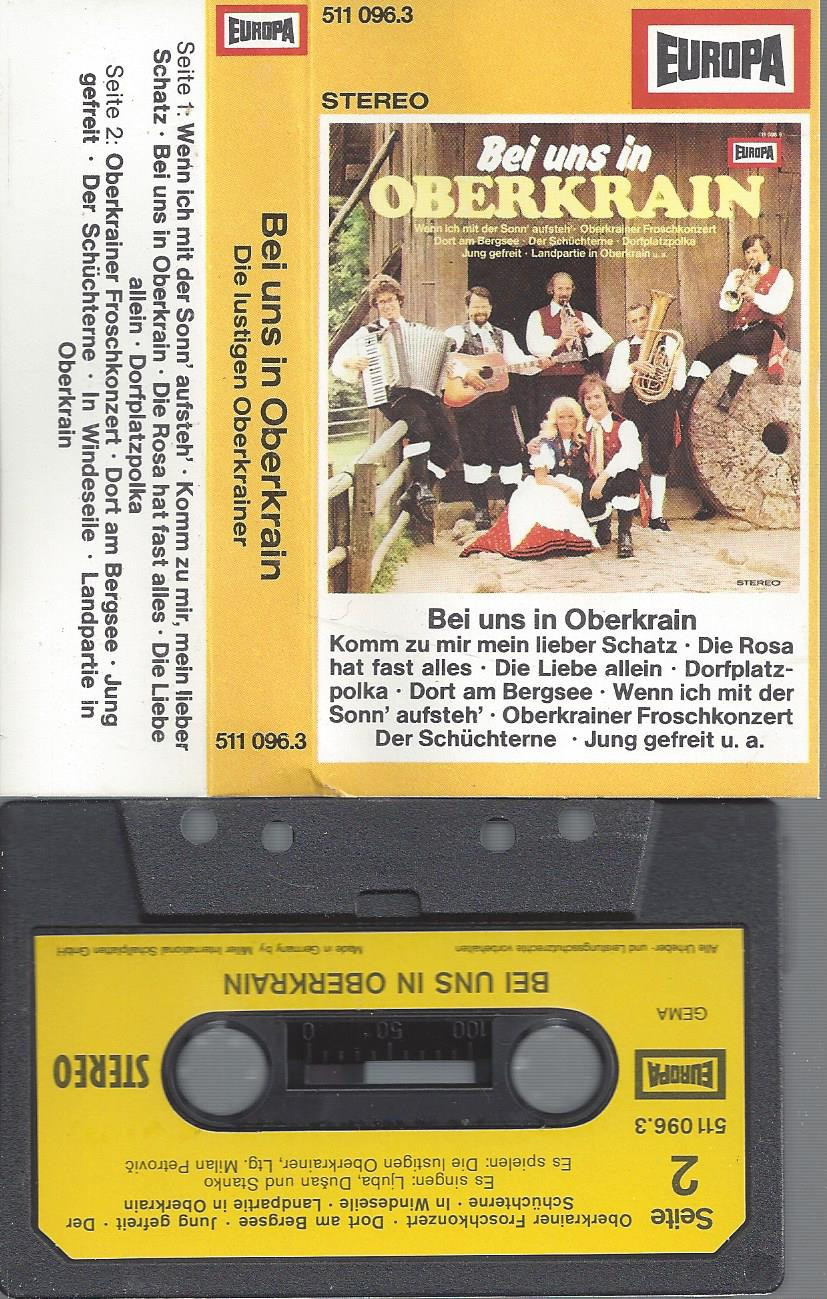 Seite 1: Wenn ich mit der Sonn' aufsteh' · Komm zu mir, mein lieber
Schatz · Bei uns in Oberkrain · Die Rosa hat fast alles · Die Liebe
allein · Dorfplatzpolka
Seite 2: Oberkrainer Froschkonzert · Dort am Bergsee · Jung
gefreit · Der Schüchterne · In Windeseile · Landpartie in
Oberkrain
EUROPA
Bei uns in Oberkrain
Die lustigen Oberkrainer
511 096.3
511 096.3
EUROPA
STEREO
EUROPA
Bei uns in
OBERKRAIN
Wenn ich mit der Sonn' aufsteh' · Oberkrainer Froschkonzert
Dort am Bergsee · Der Schüchterne · Dorfplatzpolka
Jung gefreit · Landpartie in Oberkrain u.a.
STEREO
Bei uns in Oberkrain
Komm zu mir mein lieber Schatz · Die Rosa
hat fast alles · Die Liebe allein · Dorfplatz-
polka · Dort am Bergsee · Wenn ich mit der
Sonn' aufsteh' · Oberkrainer Froschkonzert
Der Schüchterne · Jung gefreit u. a.
Seite
2
Oberkrainer Froschkonzert · Dort am Bergsee · Jung gefreit · Der
Schüchterne · In Windeseile · Landpartie in Oberkrain
Es singen: Ljuba, Dušan und Stanko
Es spielen: Die lustigen Oberkrainer, Ltg. Milan Petrovič
511 096.3
EUROPA
STEREO
100 50 0
GEMA
BEI UNS IN OBERKRAIN
Alle Urheber- und Leistungsschutzrechte vorbehalten
Made in Germany by Miller International Schallplatten GmbH